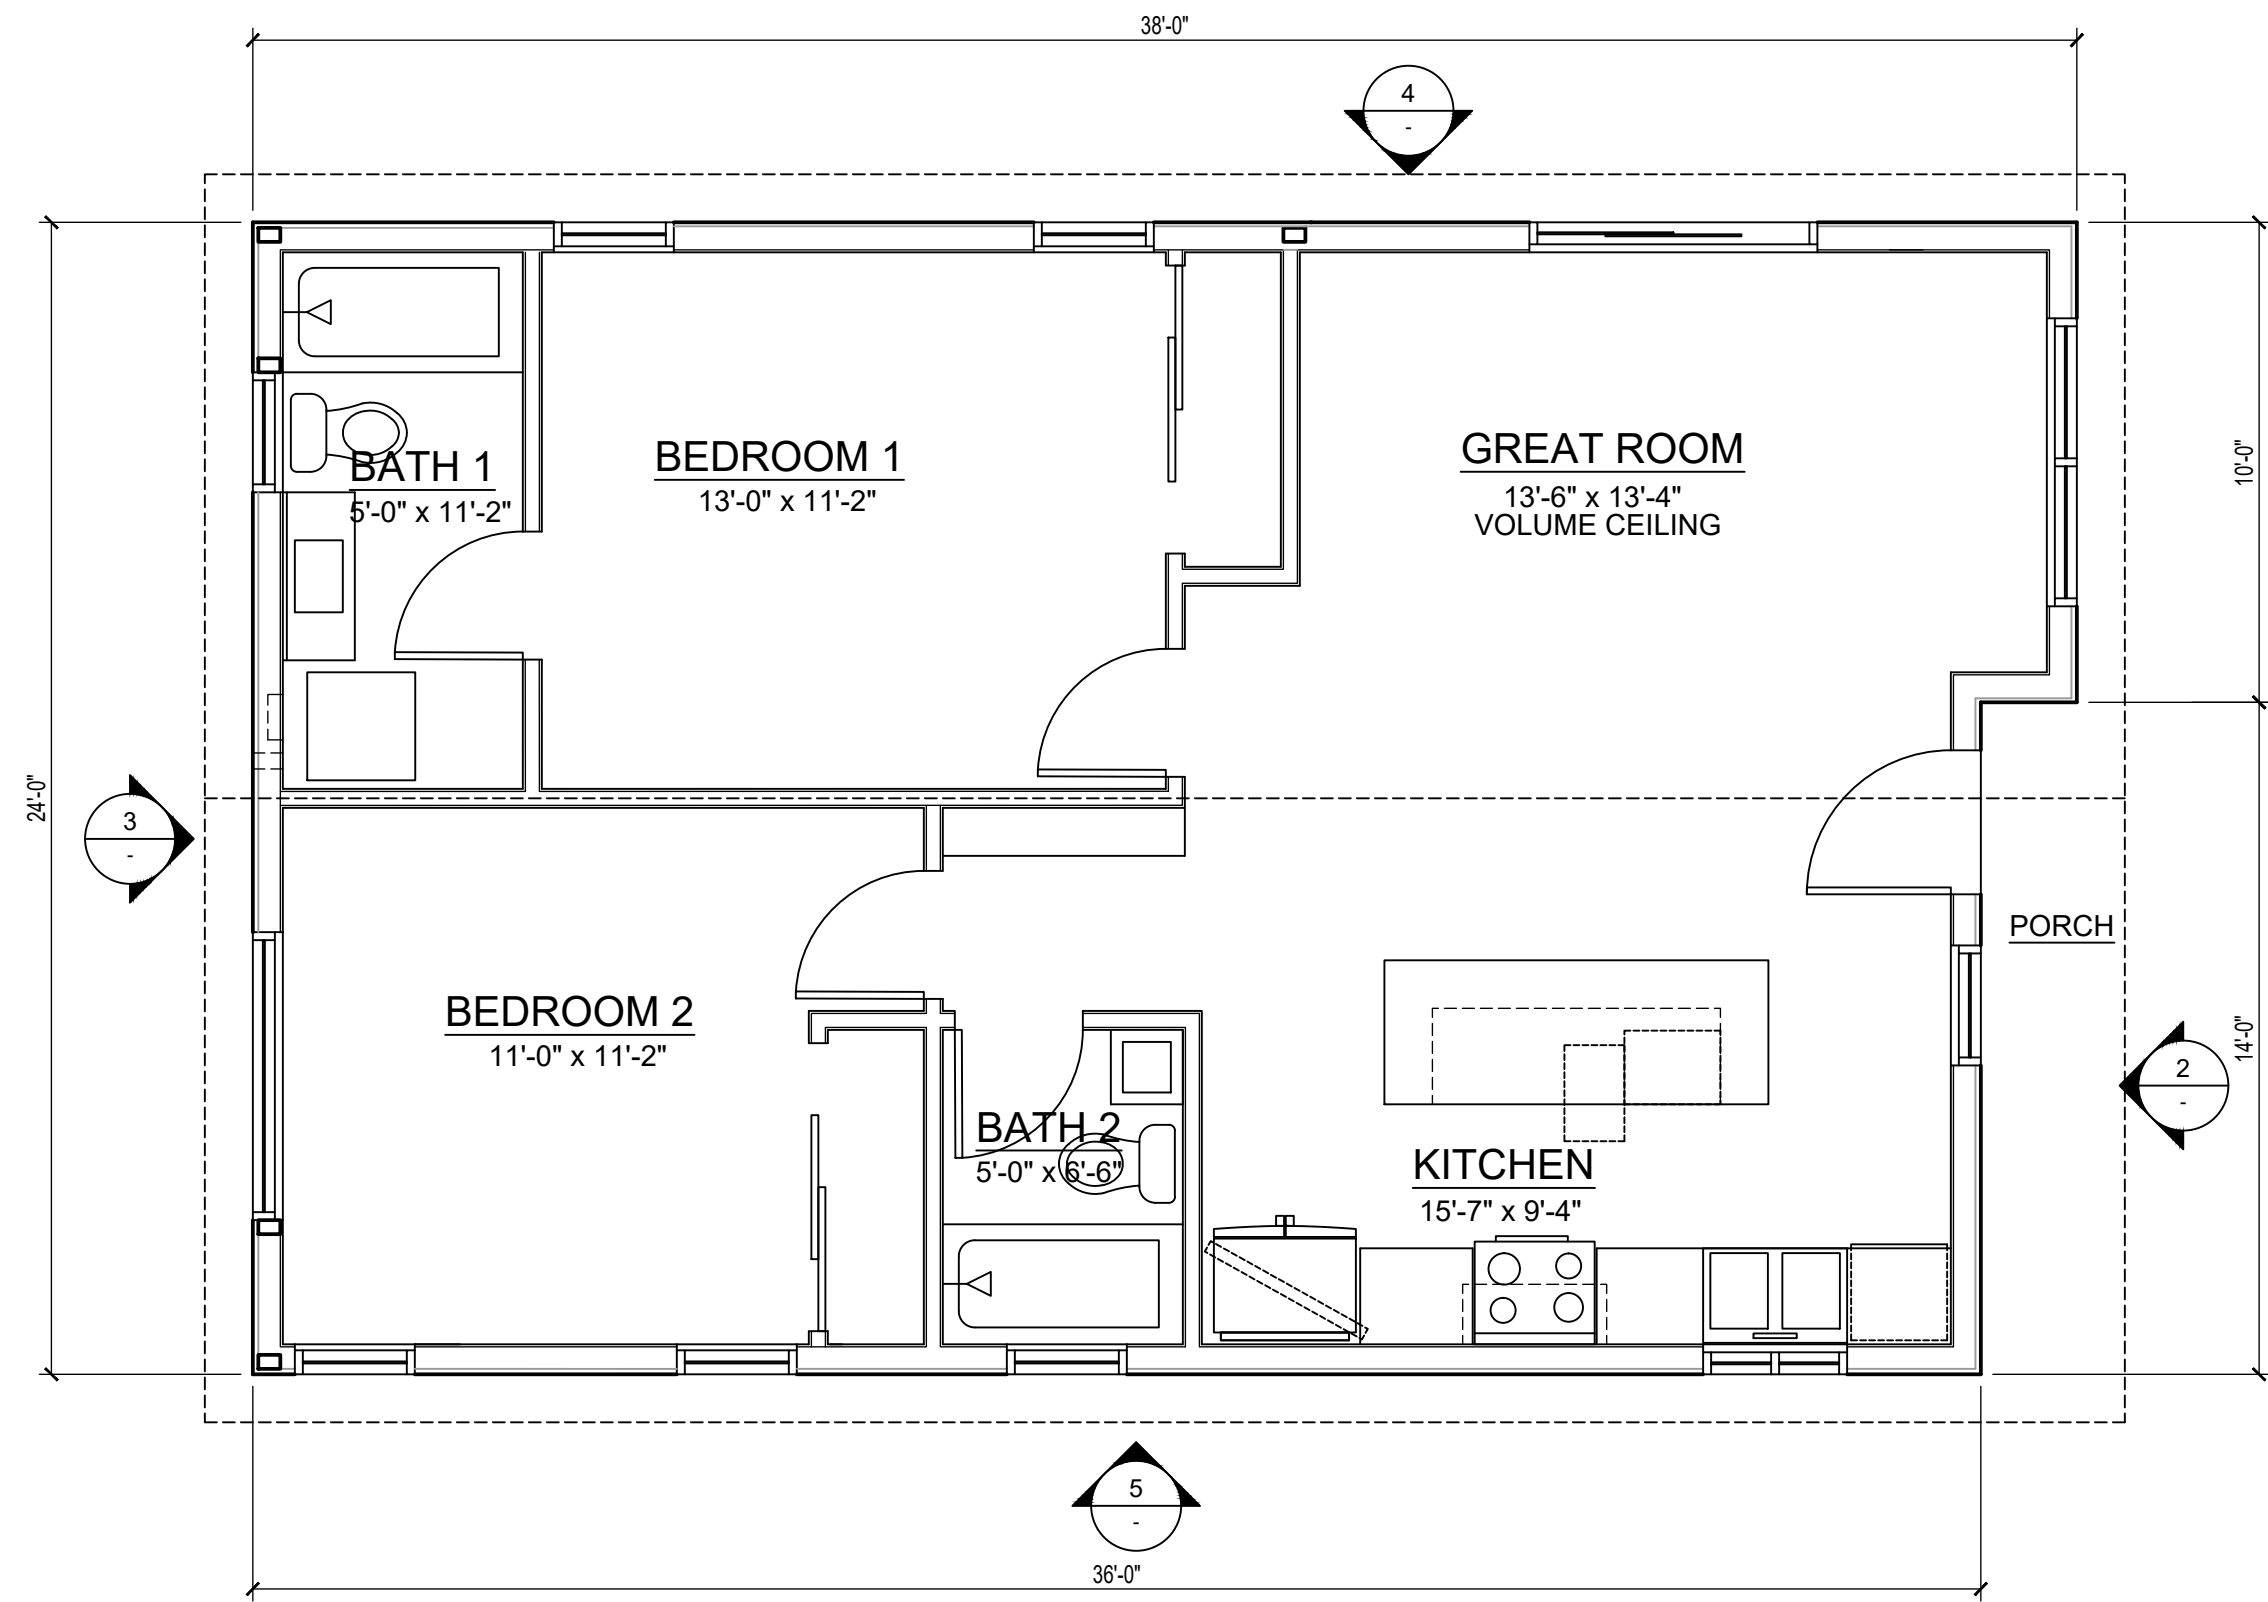 38'-0"
4
-
BATH 1
5'-0" x 11'-2"
BEDROOM 1
13'-0" x 11'-2"
GREAT ROOM
13'-6" x 13'-4"
VOLUME CEILING
10'-0"
24'-0"
3
-
PORCH
BEDROOM 2
11'-0" x 11'-2"
BATH 2
5'-0" x 6'-6"
KITCHEN
15'-7" x 9'-4"
2
-
14'-0"
5
-
36'-0"